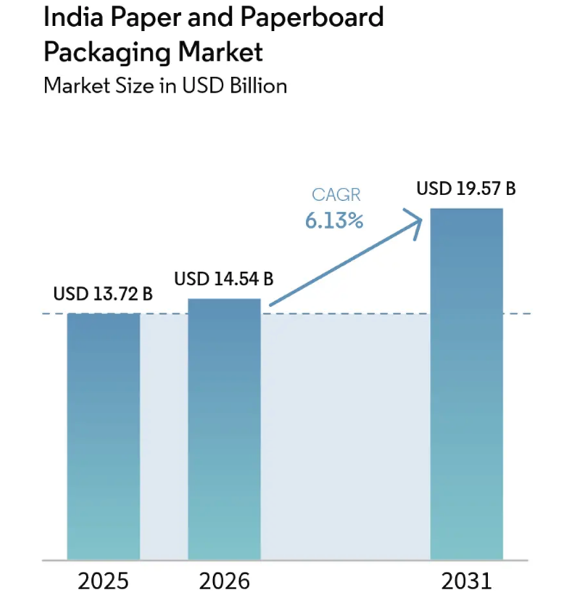 India Paper and Paperboard
Packaging Market
Market Size in USD Billion
CAGR
6.13%
USD 19.57 B
USD 14.54 B
USD 13.72 B
2025
2026
2031